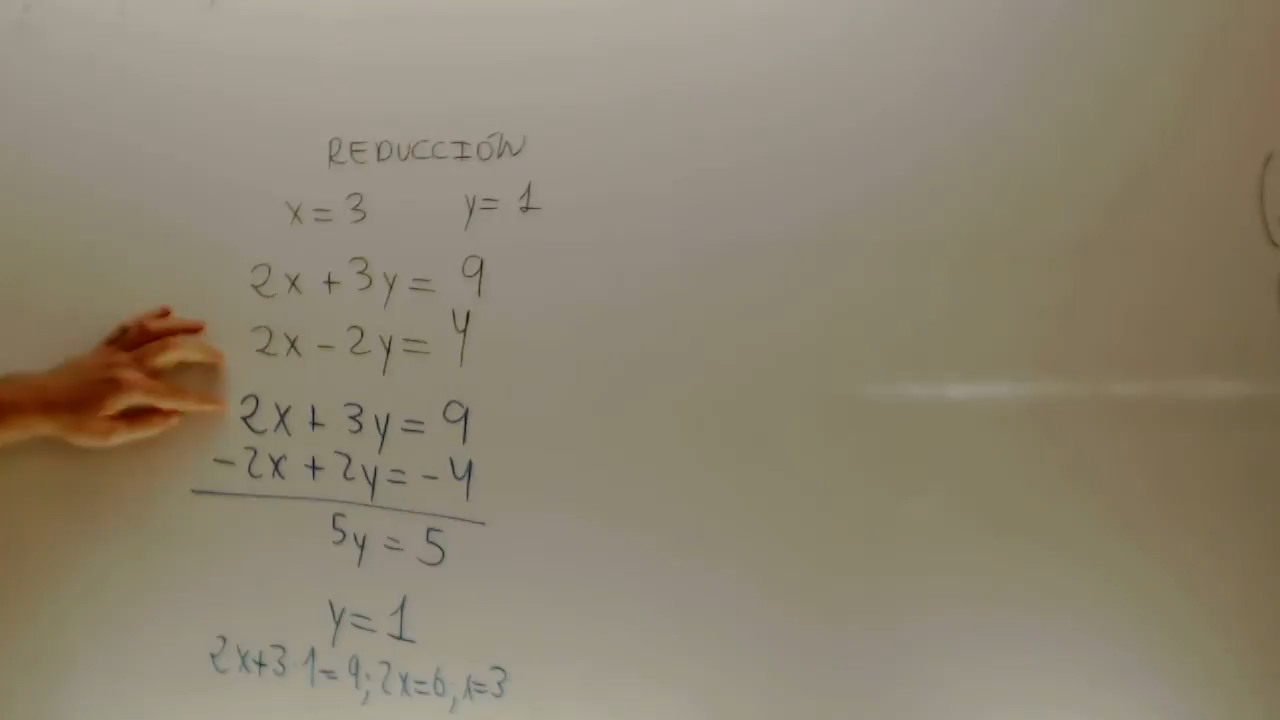 REDUCCIÓN
x = 3 y = 1
2x + 3y = 9
2x - 2y = 4
2x + 3y = 9
-2x + 2y = -4
5y = 5
y = 1
2x+3·1=9; 2x=6, x=3